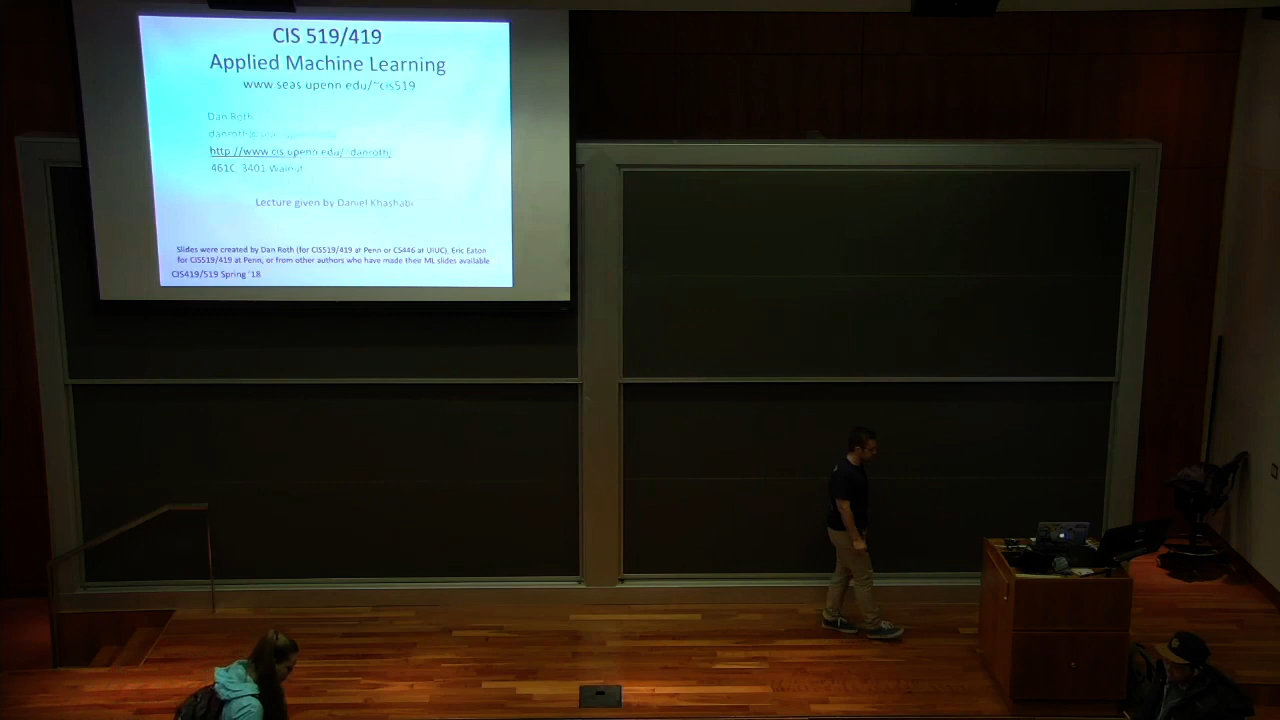 CIS 519/419
Applied Machine Learning
www.seas.upenn.edu/~cis519
Dan Roth
http://www.cis.upenn.edu/~danroth
461C, 3401 Walnut
Lecture given by Daniel Khashabi
Slides were created by Dan Roth (for CIS519/419 at Penn or CS446 at UIUC), Eric Eaton
for CIS519/419 at Penn, or from other authors who have made their ML slides available
CIS419/519 Spring '18